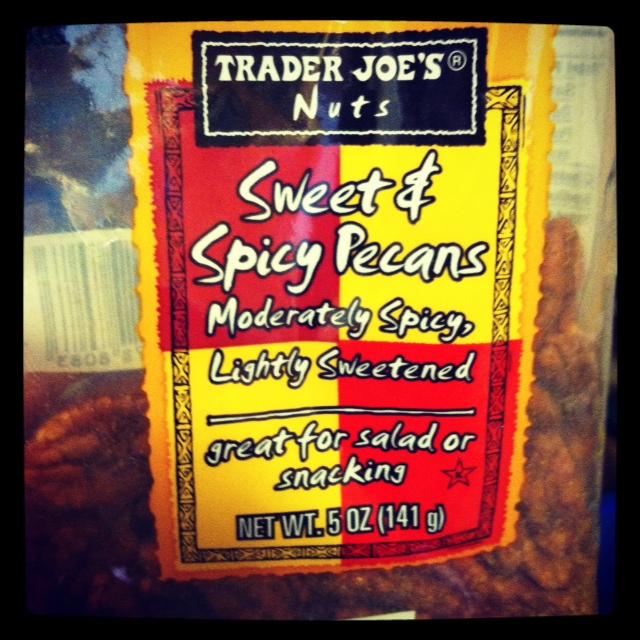 TRADER JOE'S®
Nuts
Sweet &
Spicy Pecans
Moderately Spicy,
Lightly Sweetened
great for salad or
snacking
K
NET WT. 5 OZ (141 g)